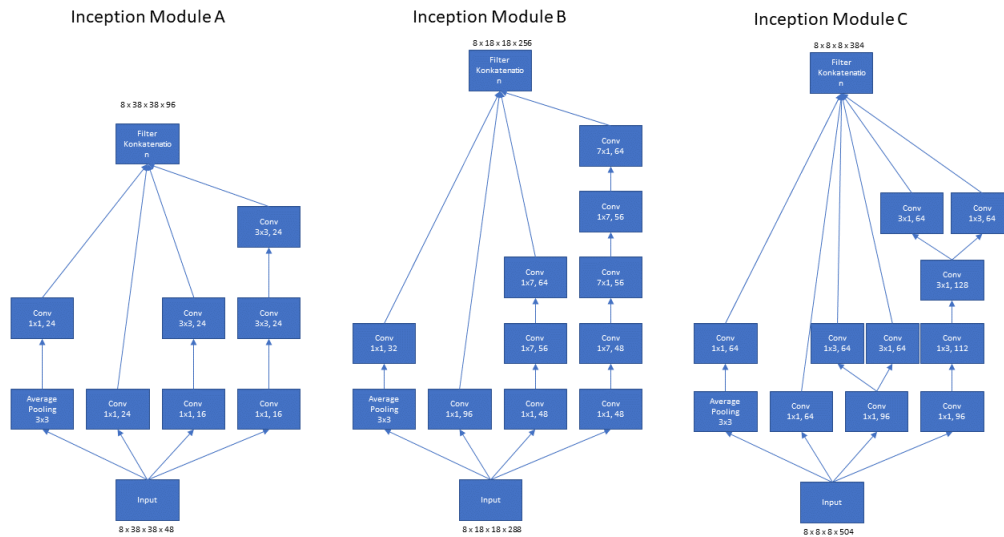 Inception Module A
8 x 38 x 38 x 96
Filter
Konkatenatio
n
Conv
3x3, 24
Conv
1x1, 24
Conv
3x3, 24
Conv
3x3, 24
Average
Pooling
3x3
Conv
1x1, 24
Conv
1x1, 16
Conv
1x1, 16
Input
8 x 38 x 38 x 48
Inception Module B
8 x 18 x 18 x 256
Filter
Konkatenatio
n
Conv
7x1, 64
Conv
1x7, 56
Conv
1x7, 64
Conv
7x1, 56
Conv
1x1, 32
Conv
1x7, 56
Conv
1x7, 48
Average
Pooling
3x3
Conv
1x1, 96
Conv
1x1, 48
Conv
1x1, 48
Input
8 x 18 x 18 x 288
Inception Module C
8 x 8 x 8 x 384
Filter
Konkatenatio
n
Conv
3x1, 64
Conv
1x3, 64
Conv
3x1, 128
Conv
1x1, 64
Conv
1x3, 64
Conv
3x1, 64
Conv
1x3, 112
Average
Pooling
3x3
Conv
1x1, 64
Conv
1x1, 96
Conv
1x1, 96
Input
8 x 8 x 8 x 504